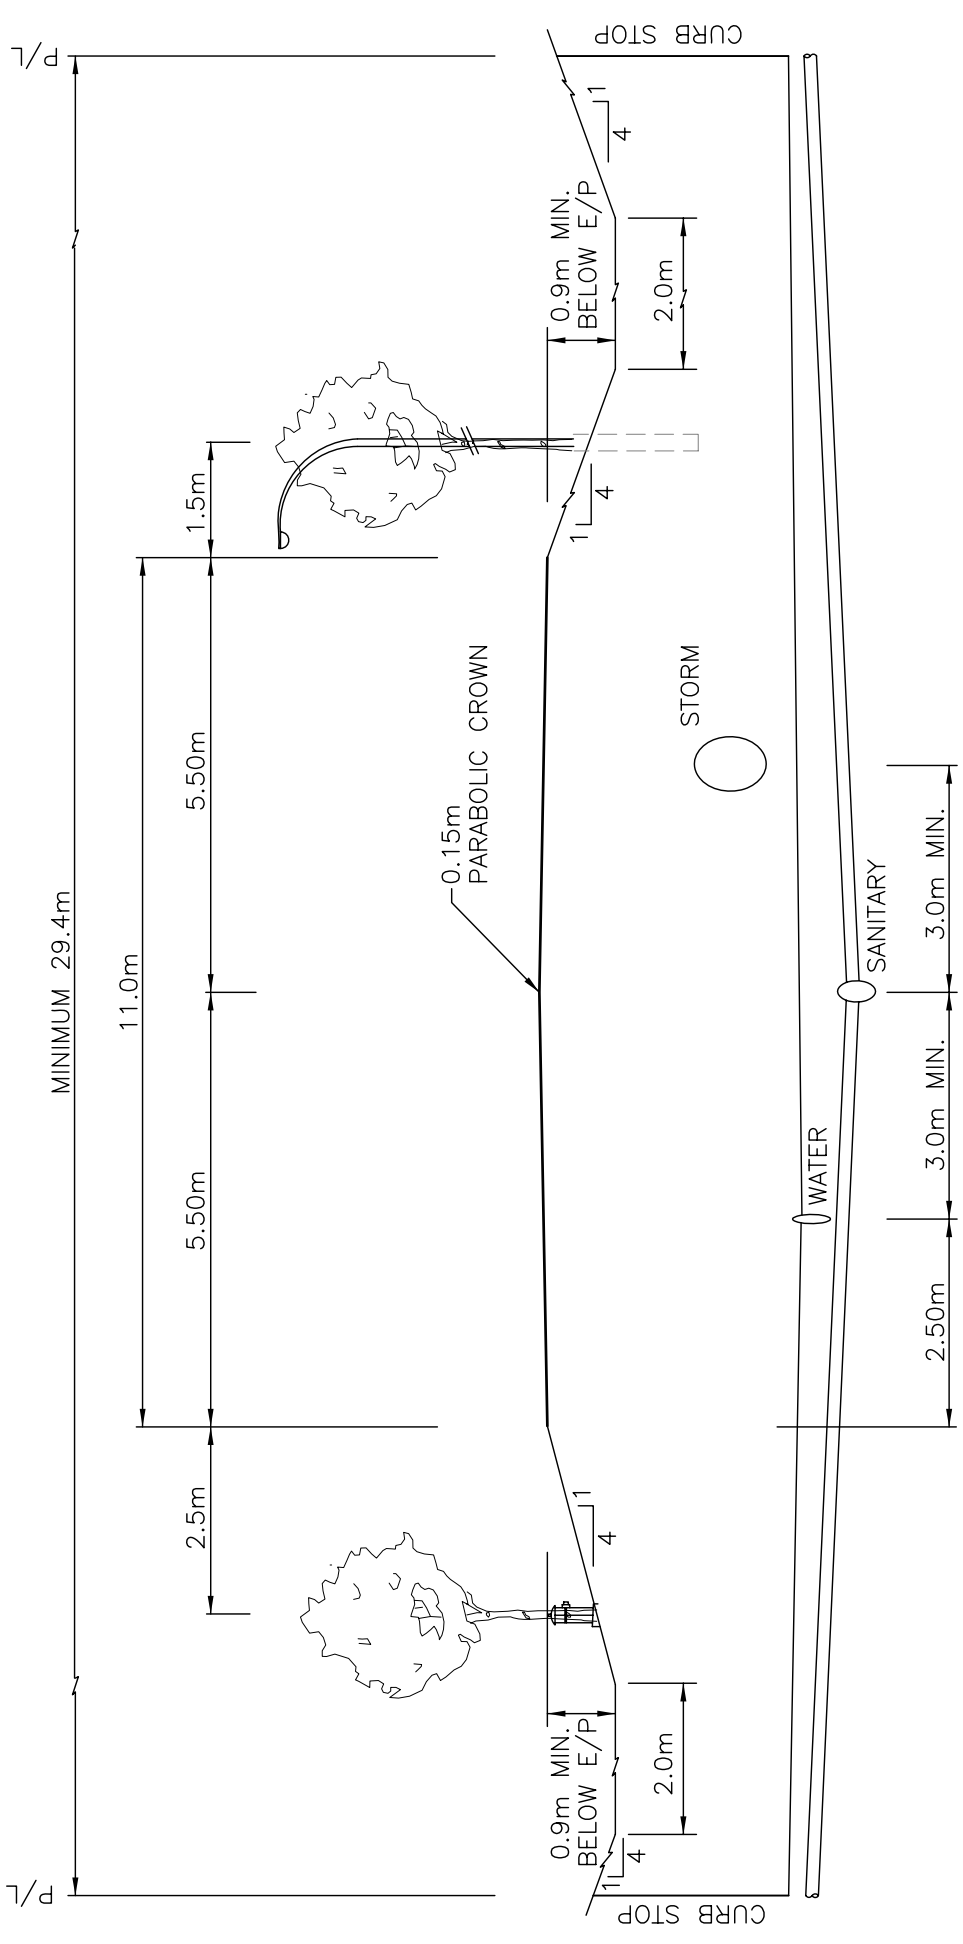 P/L
P/L
MINIMUM 29.4m
11.0m
2.5m
5.50m
5.50m
1.5m
0.15m
PARABOLIC CROWN
0.9m MIN.
BELOW E/P
0.9m MIN.
BELOW E/P
1
4
1
4
1
4
1
4
2.0m
2.0m
CURB STOP
CURB STOP
STORM
WATER
SANITARY
2.50m
3.0m MIN.
3.0m MIN.